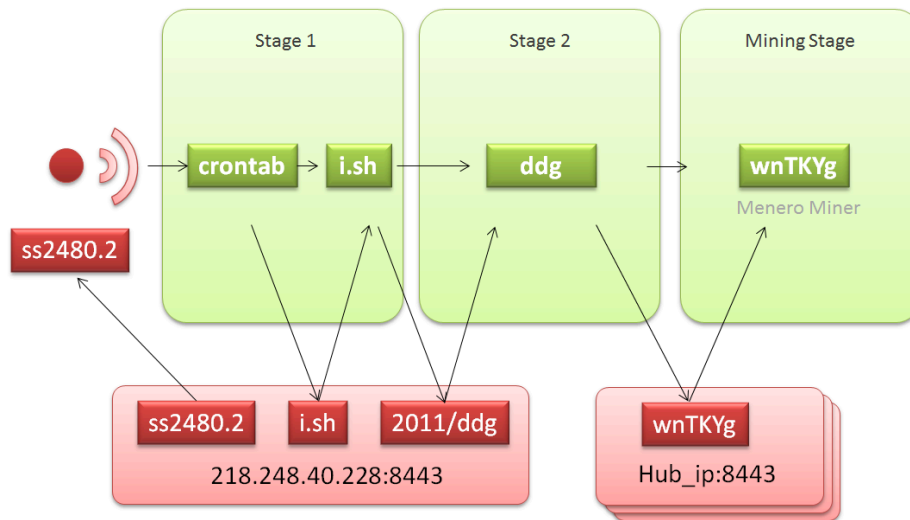 Stage 1
Stage 2
Mining Stage
crontab
i.sh
ddg
wnTKYg
Menero Miner
ss2480.2
ss2480.2
i.sh
2011/ddg
218.248.40.228:8443
wnTKYg
Hub_ip:8443